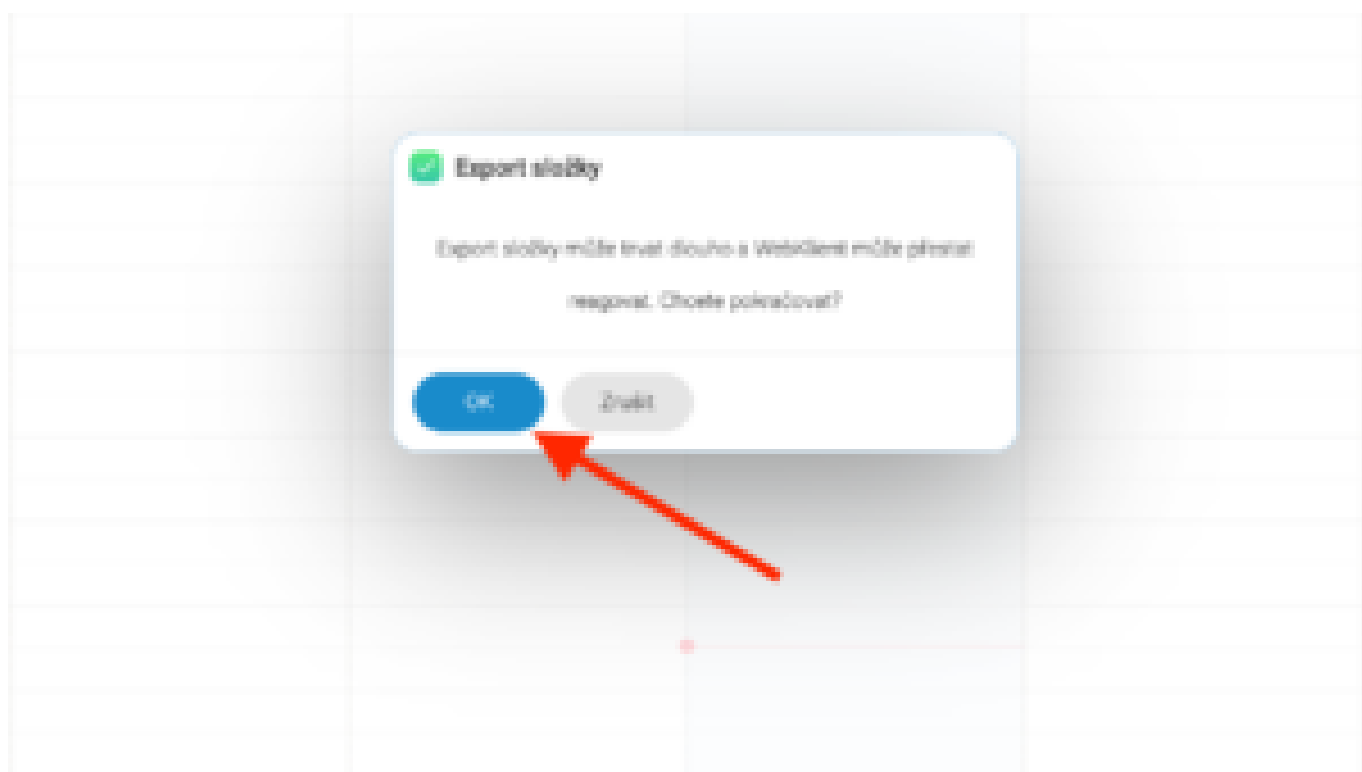 Export složky
Export složky může trvat dlouho a WebKlient může přestat
reagovat. Chcete pokračovat?
OK
Zrušit